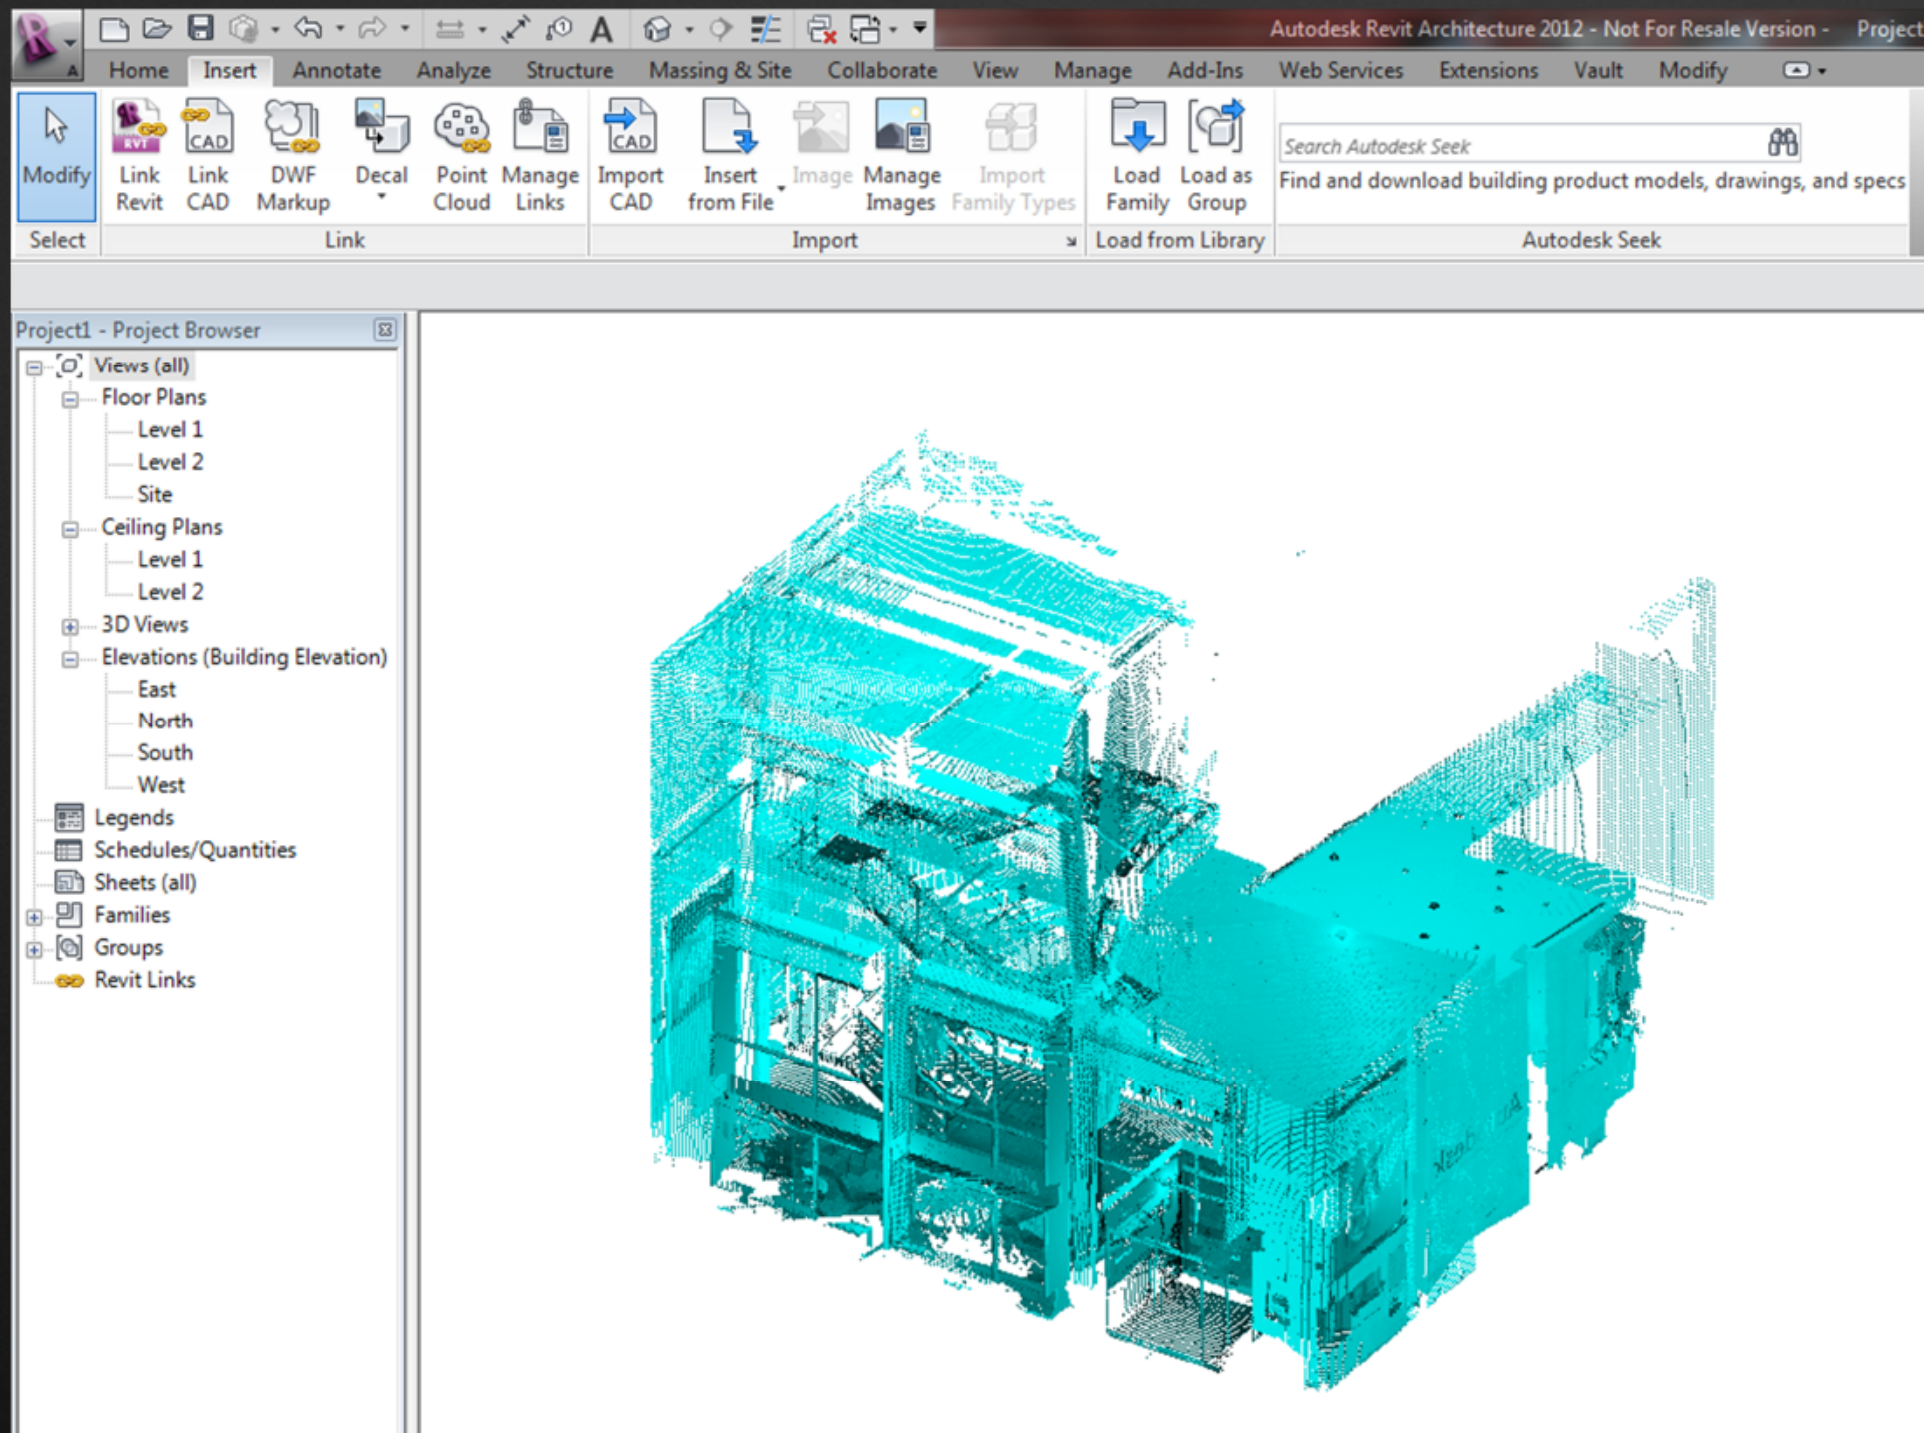 Autodesk Revit Architecture 2012 - Not For Resale Version - Project
Home Insert Annotate Analyze Structure Massing & Site Collaborate View Manage Add-Ins Web Services Extensions Vault Modify
Modify
Link Revit
Link CAD
DWF Markup
Decal
Point Cloud
Manage Links
Import CAD
Insert from File
Image
Manage Images
Import Family Types
Load Family
Load as Group
Search Autodesk Seek
Find and download building product models, drawings, and specs
Select Link Import Load from Library Autodesk Seek
Project1 - Project Browser
Views (all)
Floor Plans
Level 1
Level 2
Site
Ceiling Plans
Level 1
Level 2
3D Views
Elevations (Building Elevation)
East
North
South
West
Legends
Schedules/Quantities
Sheets (all)
Families
Groups
Revit Links